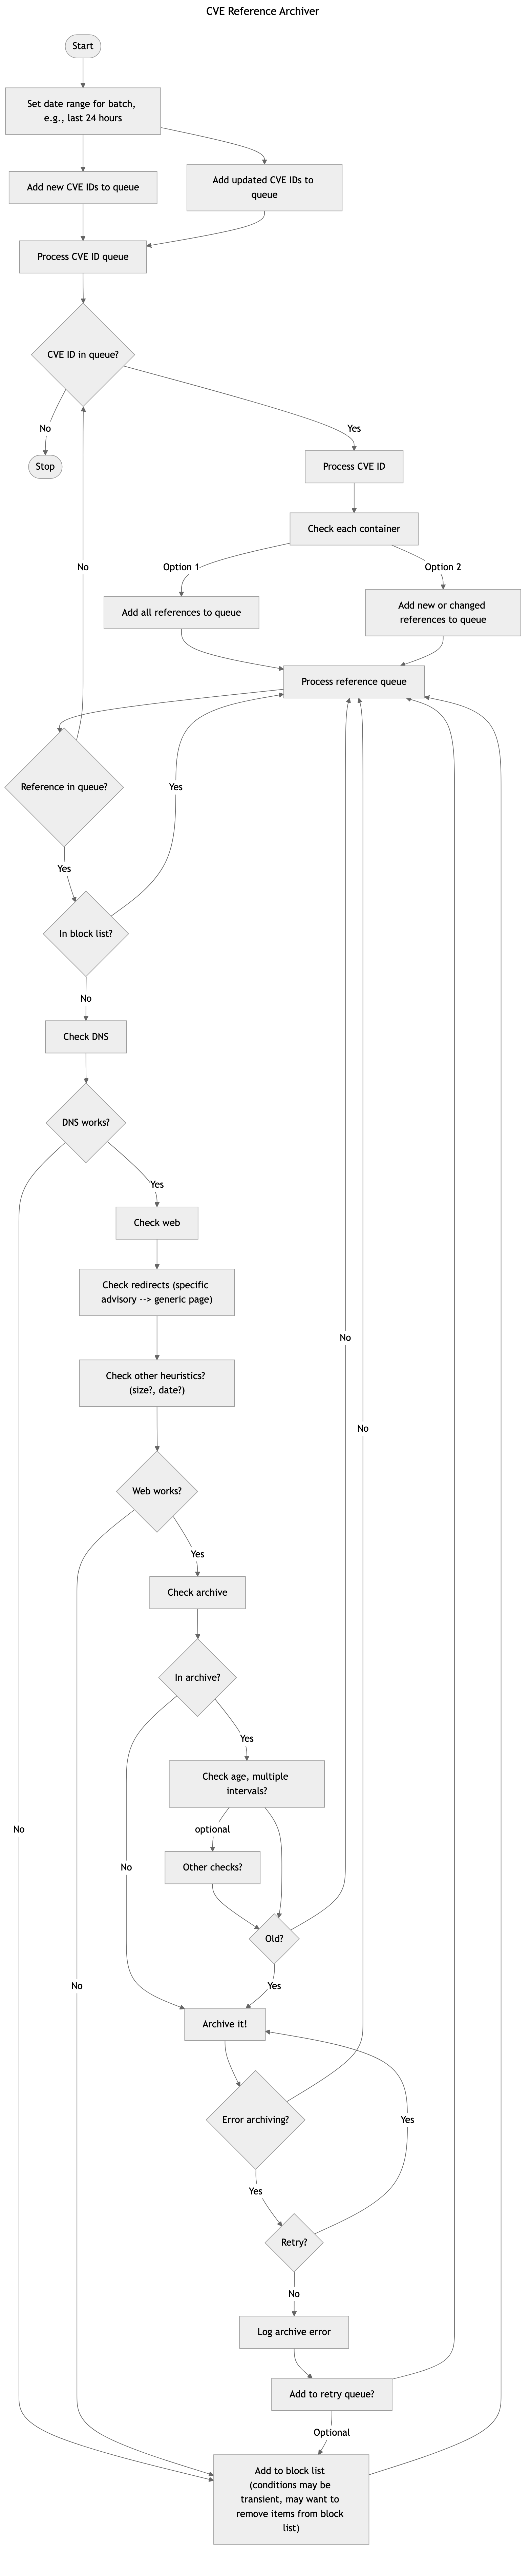 CVE Reference Archiver
Start
Set date range for batch,
e.g., last 24 hours
Add new CVE IDs to queue
Add updated CVE IDs to
queue
Process CVE ID queue
CVE ID in queue?
No
Yes
Stop
Process CVE ID
Check each container
No
Option 1
Option 2
Add all references to queue
Add new or changed
references to queue
Process reference queue
Reference in queue?
Yes
Yes
In block list?
No
Check DNS
DNS works?
Yes
Check web
Check redirects (specific
advisory --> generic page)
No
Check other heuristics?
(size?, date?)
No
Web works?
Yes
Check archive
In archive?
Yes
Check age, multiple
intervals?
No
optional
No
Other checks?
Old?
No
Yes
Archive it!
Error archiving?
Yes
Yes
Retry?
No
Log archive error
Add to retry queue?
Optional
Add to block list
(conditions may be
transient, may want to
remove items from block
list)